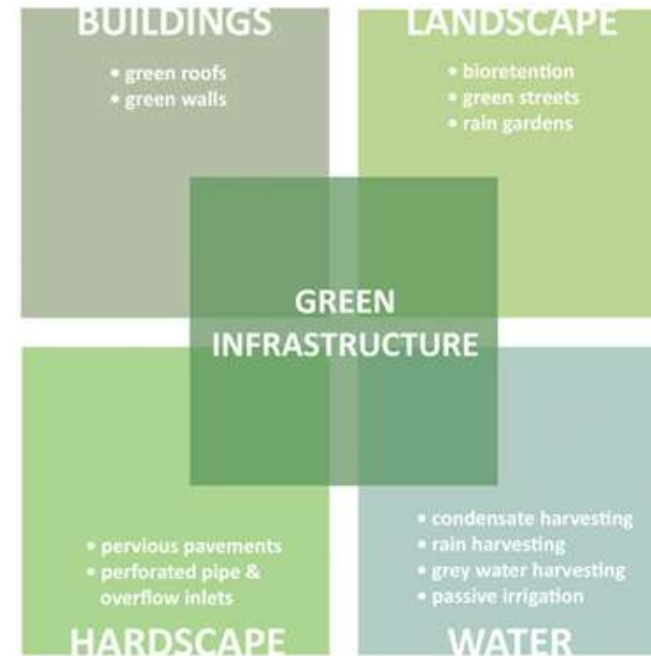 BUILDINGS
• green roofs
• green walls
LANDSCAPE
• bioretention
• green streets
• rain gardens
GREEN
INFRASTRUCTURE
• pervious pavements
• perforated pipe &
overflow inlets
HARDSCAPE
• condensate harvesting
• rain harvesting
• grey water harvesting
• passive irrigation
WATER